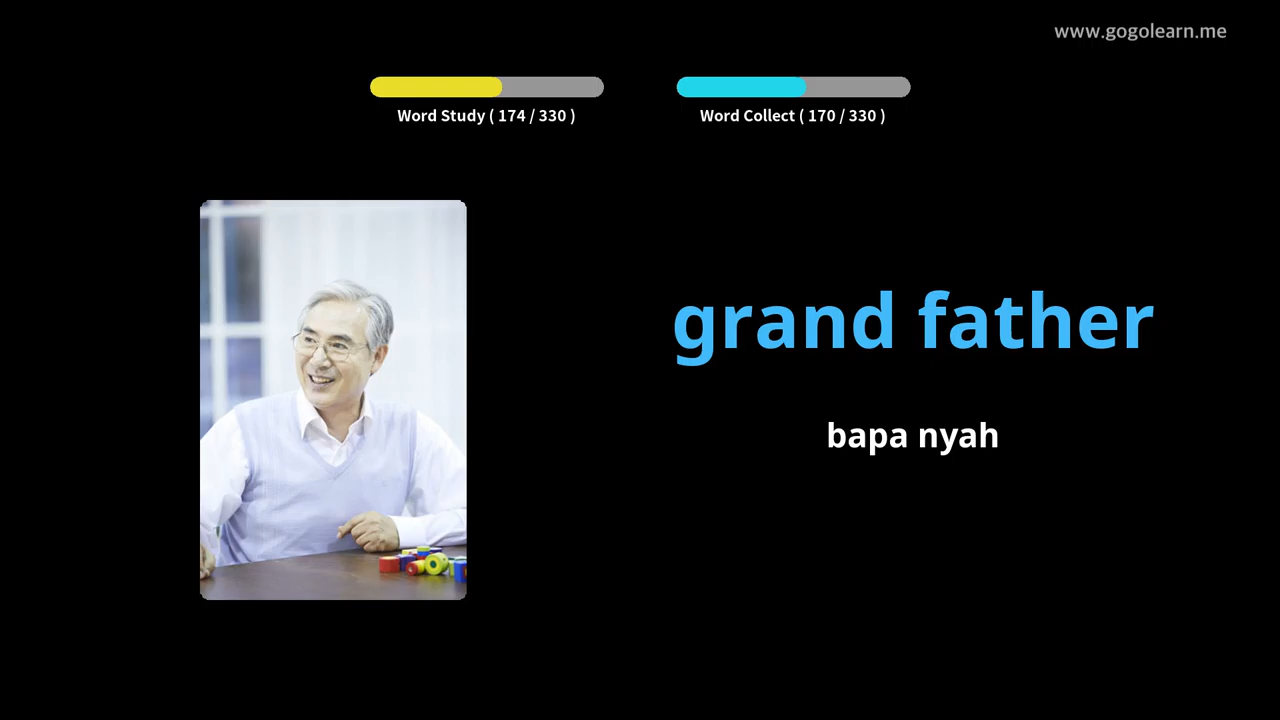 www.gogolearn.me
Word Study ( 174 / 330 )
Word Collect ( 170 / 330 )
grand father
bapa nyah